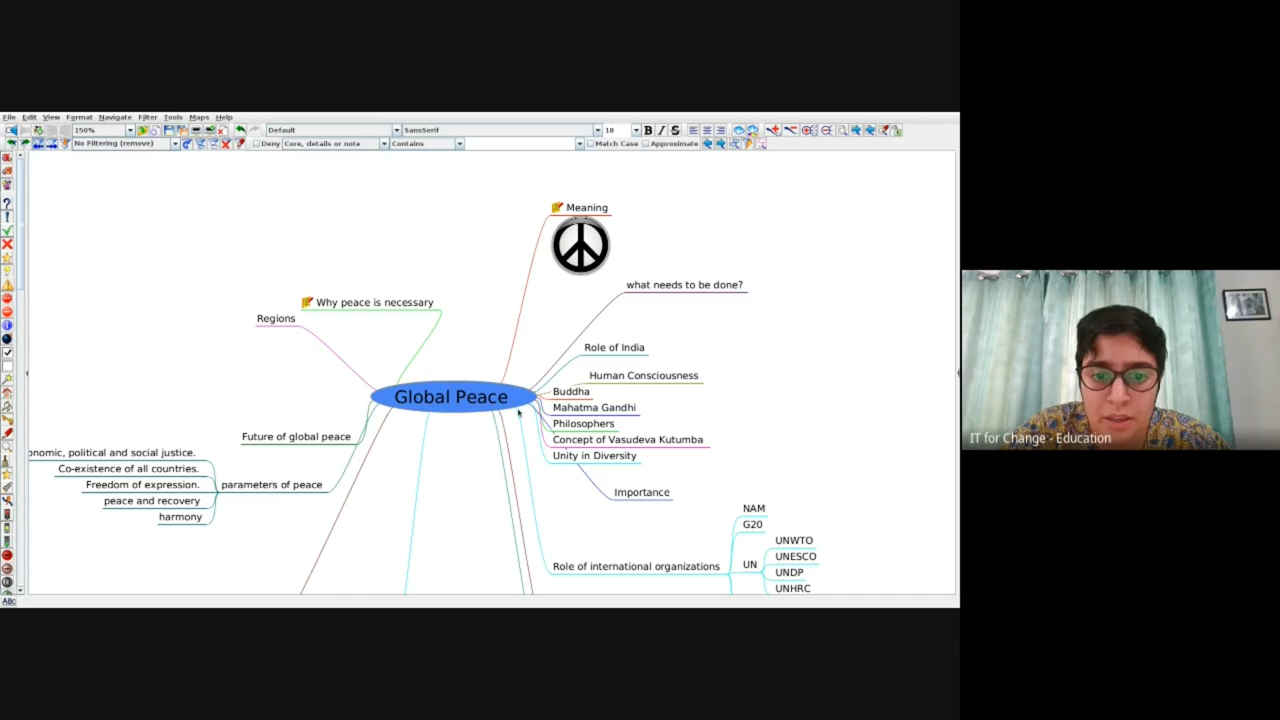 File Edit View Format Navigate Filter Tools Maps Help
150% Default SansSerif 18 B I S
No Filtering (remove) Deny Core, details or note Contains Match Case Approximate
Meaning
what needs to be done?
Why peace is necessary
Regions
Role of India
Human Consciousness
Buddha
Global Peace
Mahatma Gandhi
Philosophers
Concept of Vasudeva Kutumba
Unity in Diversity
Future of global peace
onomic, political and social justice.
Co-existence of all countries.
Freedom of expression.
peace and recovery
harmony
parameters of peace
Importance
NAM
G20
UNWTO
UNESCO
UN
UNDP
UNHRC
Role of international organizations
ABC
IT for Change - Education